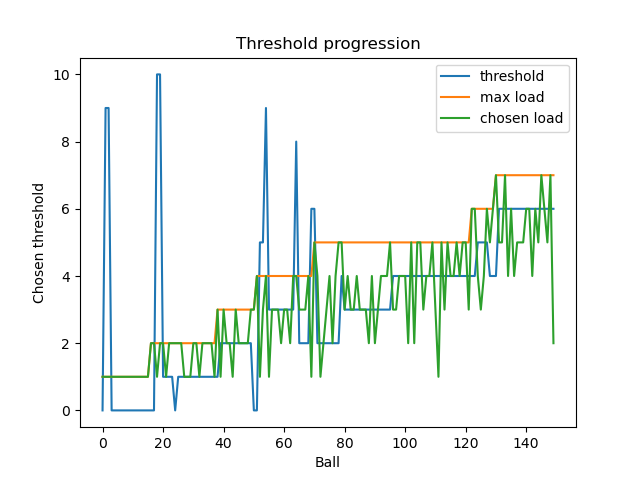 Threshold progression
threshold
max load
chosen load
Chosen threshold
10
8
6
4
2
0
0 20 40 60 80 100 120 140
Ball